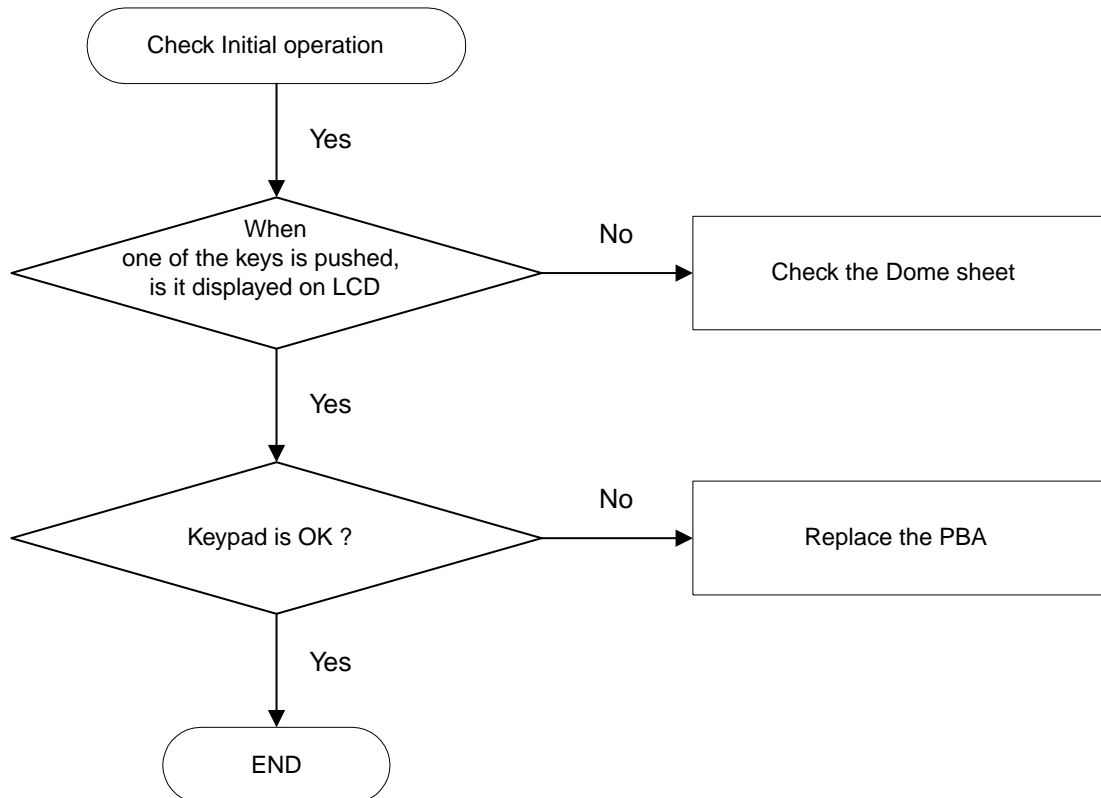 Check Initial operation
Yes
When
one of the keys is pushed,
is it displayed on LCD
No
Check the Dome sheet
Yes
Keypad is OK ?
No
Replace the PBA
Yes
END